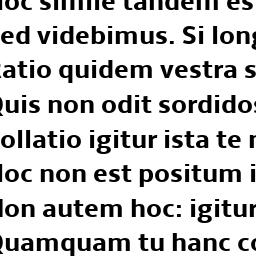 hoc simile tandem es
ed videbimus. Si long
Ratio quidem vestra s
Quis non odit sordidos
ollatio igitur ista te n
Hoc non est positum i
Non autem hoc: igitur
Quamquam tu hanc co